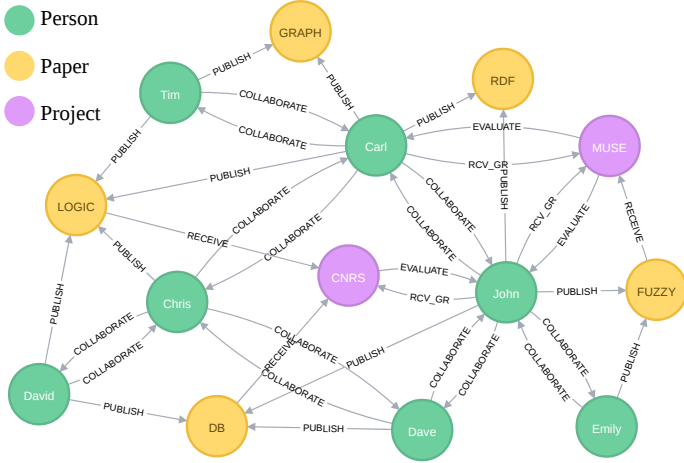 Person
Paper
Project
GRAPH
PUBLISH
PUBLISH
RDF
Tim
COLLABORATE
COLLABORATE
PUBLISH
EVALUATE
Carl
MUSE
PUBLISH
PUBLISH
RCV_GR
PUBLISH
LOGIC
COLLABORATE
COLLABORATE
COLLABORATE
COLLABORATE
RCV_GR
EVALUATE
RECEIVE
RECEIVE
PUBLISH
CNRS
EVALUATE
RCV_GR
John
PUBLISH
FUZZY
Chris
PUBLISH
COLLABORATE
COLLABORATE
COLLABORATE
RECEIVE
COLLABORATE
PUBLISH
COLLABORATE
COLLABORATE
COLLABORATE
COLLABORATE
PUBLISH
David
PUBLISH
DB
PUBLISH
Dave
Emily